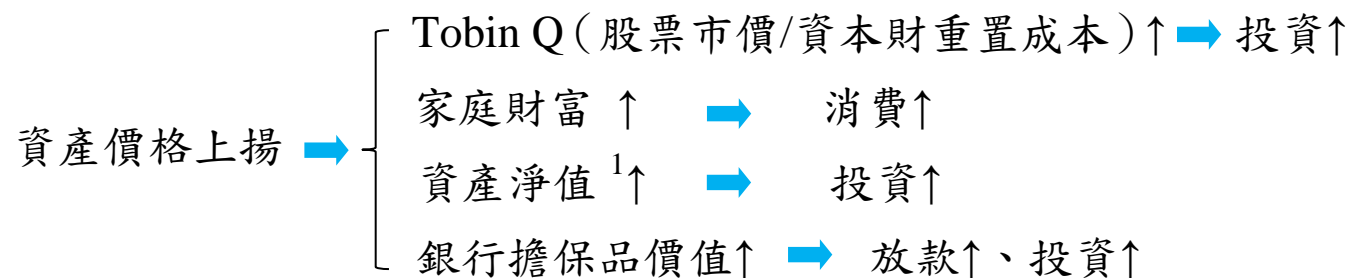 Tobin Q（股票市價/資本財重置成本）↑ ➡ 投資↑
家庭財富 ↑ ➡ 消費↑
資產價格上揚 ➡
資產淨值 1↑ ➡ 投資↑
銀行擔保品價值↑ ➡ 放款↑、投資↑